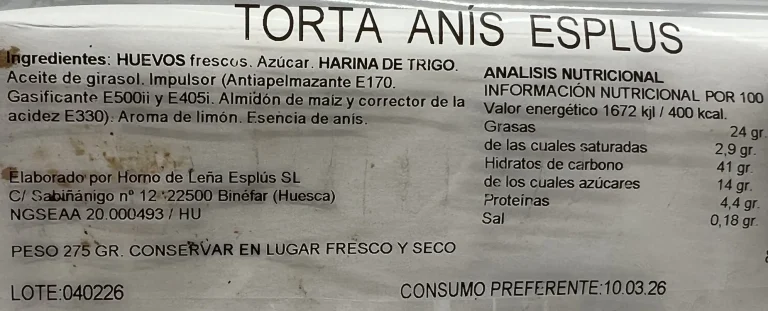 TORTA ANÍS ESPLUS
Ingredientes: HUEVOS frescos. Azúcar. HARINA DE TRIGO.
Aceite de girasol. Impulsor (Antiapelmazante E170.
Gasificante E500ii y E405i. Almidón de maiz y corrector de la
acidez E330). Aroma de limón. Esencia de anís.
Elaborado por Horno de Leña Esplús SL
C/ Sabiñánigo nº 12 22500 Binéfar (Huesca)
NGSEAA 20.000493 / HU
PESO 275 GR. CONSERVAR EN LUGAR FRESCO Y SECO
LOTE:040226
ANALISIS NUTRICIONAL
INFORMACIÓN NUTRICIONAL POR 100
Valor energético 1672 kjl / 400 kcal.
Grasas 24 gr.
de las cuales saturadas 2,9 gr.
Hidratos de carbono 41 gr.
de los cuales azúcares 14 gr.
Proteínas 4,4 gr.
Sal 0,18 gr.
CONSUMO PREFERENTE:10.03.26